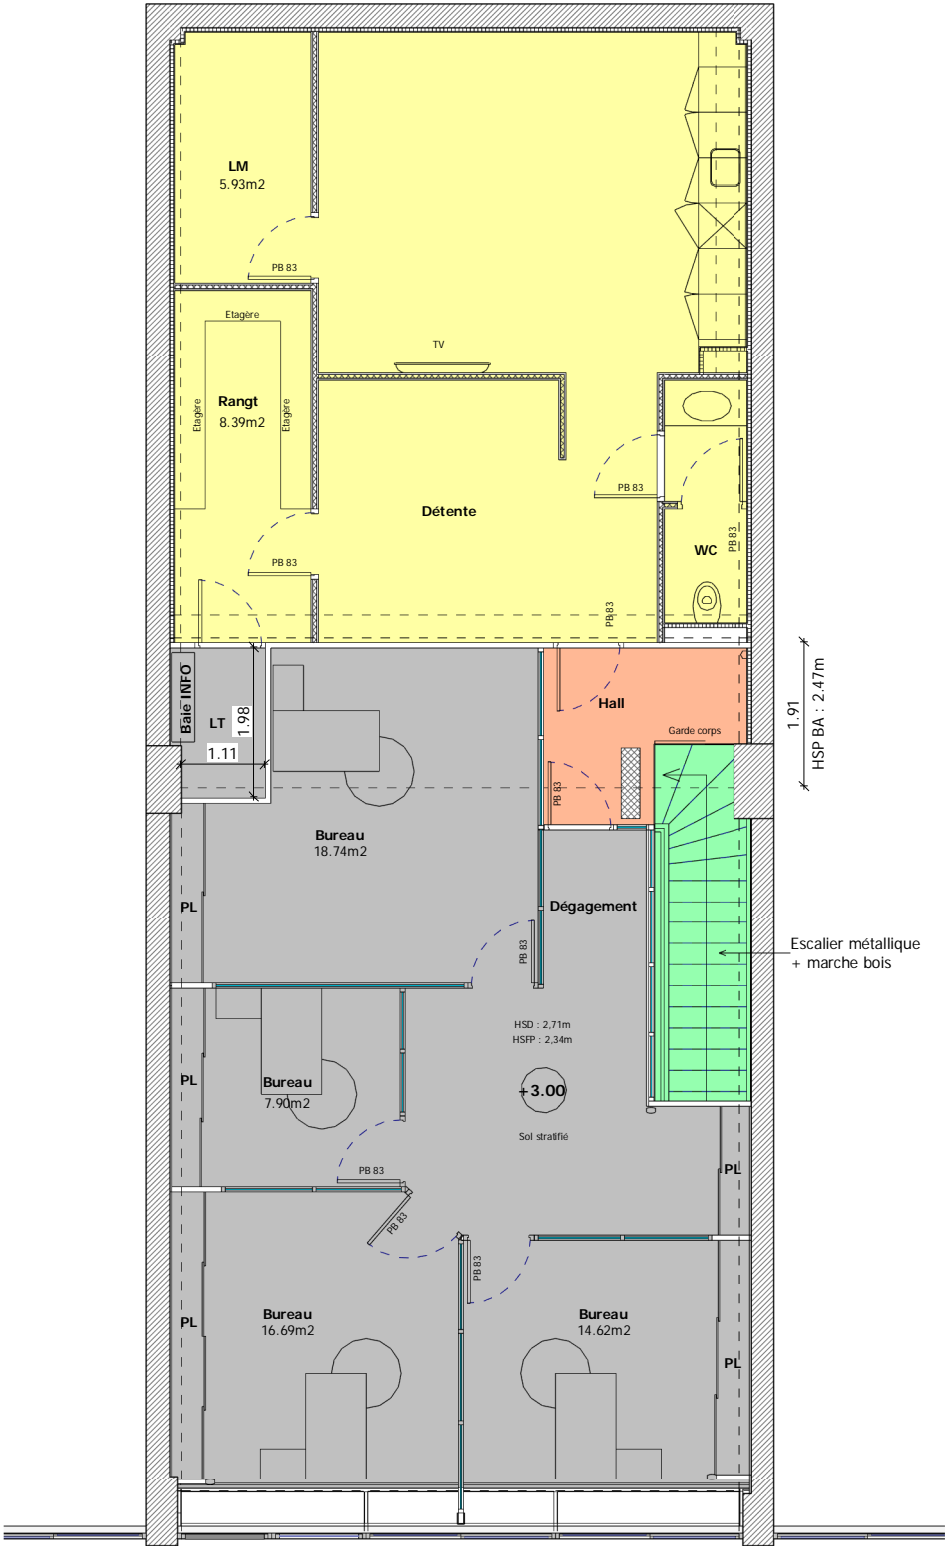 LM
5.93m2
PB 83
Etagère
TV
Rangt
8.39m2
Etagère
Etagère
PB 83
Détente
PB 83
WC
PB 83
PB 83
PB 83
Baie INFO
LT
1.98
1.11
Hall
Garde corps
1.91
HSP BA : 2.47m
PB 83
Bureau
18.74m2
PL
Dégagement
PB 83
Escalier métallique
+ marche bois
HSD : 2,71m
HSFP : 2,34m
PL
Bureau
7.90m2
+3.00
Sol stratifié
PB 83
PL
PB 83
PB 83
Bureau
16.69m2
PL
Bureau
14.62m2
PL